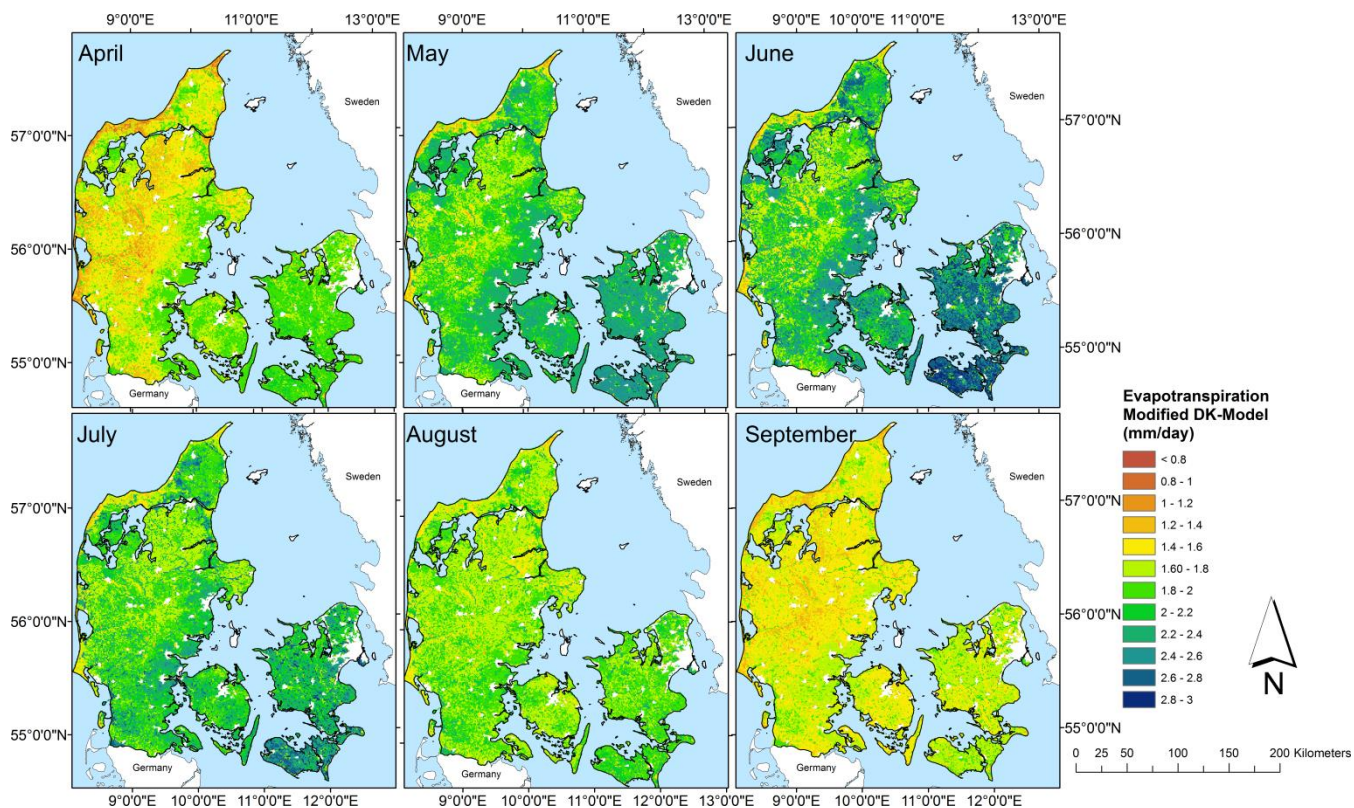 9°0'0"E 11°0'0"E 13°0'0"E
9°0'0"E 11°0'0"E
9°0'0"E 10°0'0"E 11°0'0"E 13°0'0"E
April
Sweden
Germany
May
Sweden
Germany
June
Sweden
Germany
57°0'0"N
56°0'0"N
55°0'0"N
57°0'0"N
56°0'0"N
55°0'0"N
July
Sweden
Germany
August
Sweden
Germany
September
Sweden
Germany
57°0'0"N
56°0'0"N
55°0'0"N
57°0'0"N
56°0'0"N
55°0'0"N
9°0'0"E 10°0'0"E 11°0'0"E 12°0'0"E
9°0'0"E 10°0'0"E 11°0'0"E 12°0'0"E 13°0'0"E
9°0'0"E 10°0'0"E 11°0'0"E 13°0'0"E
Evapotranspiration
Modified DK-Model
(mm/day)
< 0.8
0.8 - 1
1 - 1.2
1.2 - 1.4
1.4 - 1.6
1.60 - 1.8
1.8 - 2
2 - 2.2
2.2 - 2.4
2.4 - 2.6
2.6 - 2.8
2.8 - 3
N
0 25 50 100 150 200 Kilometers